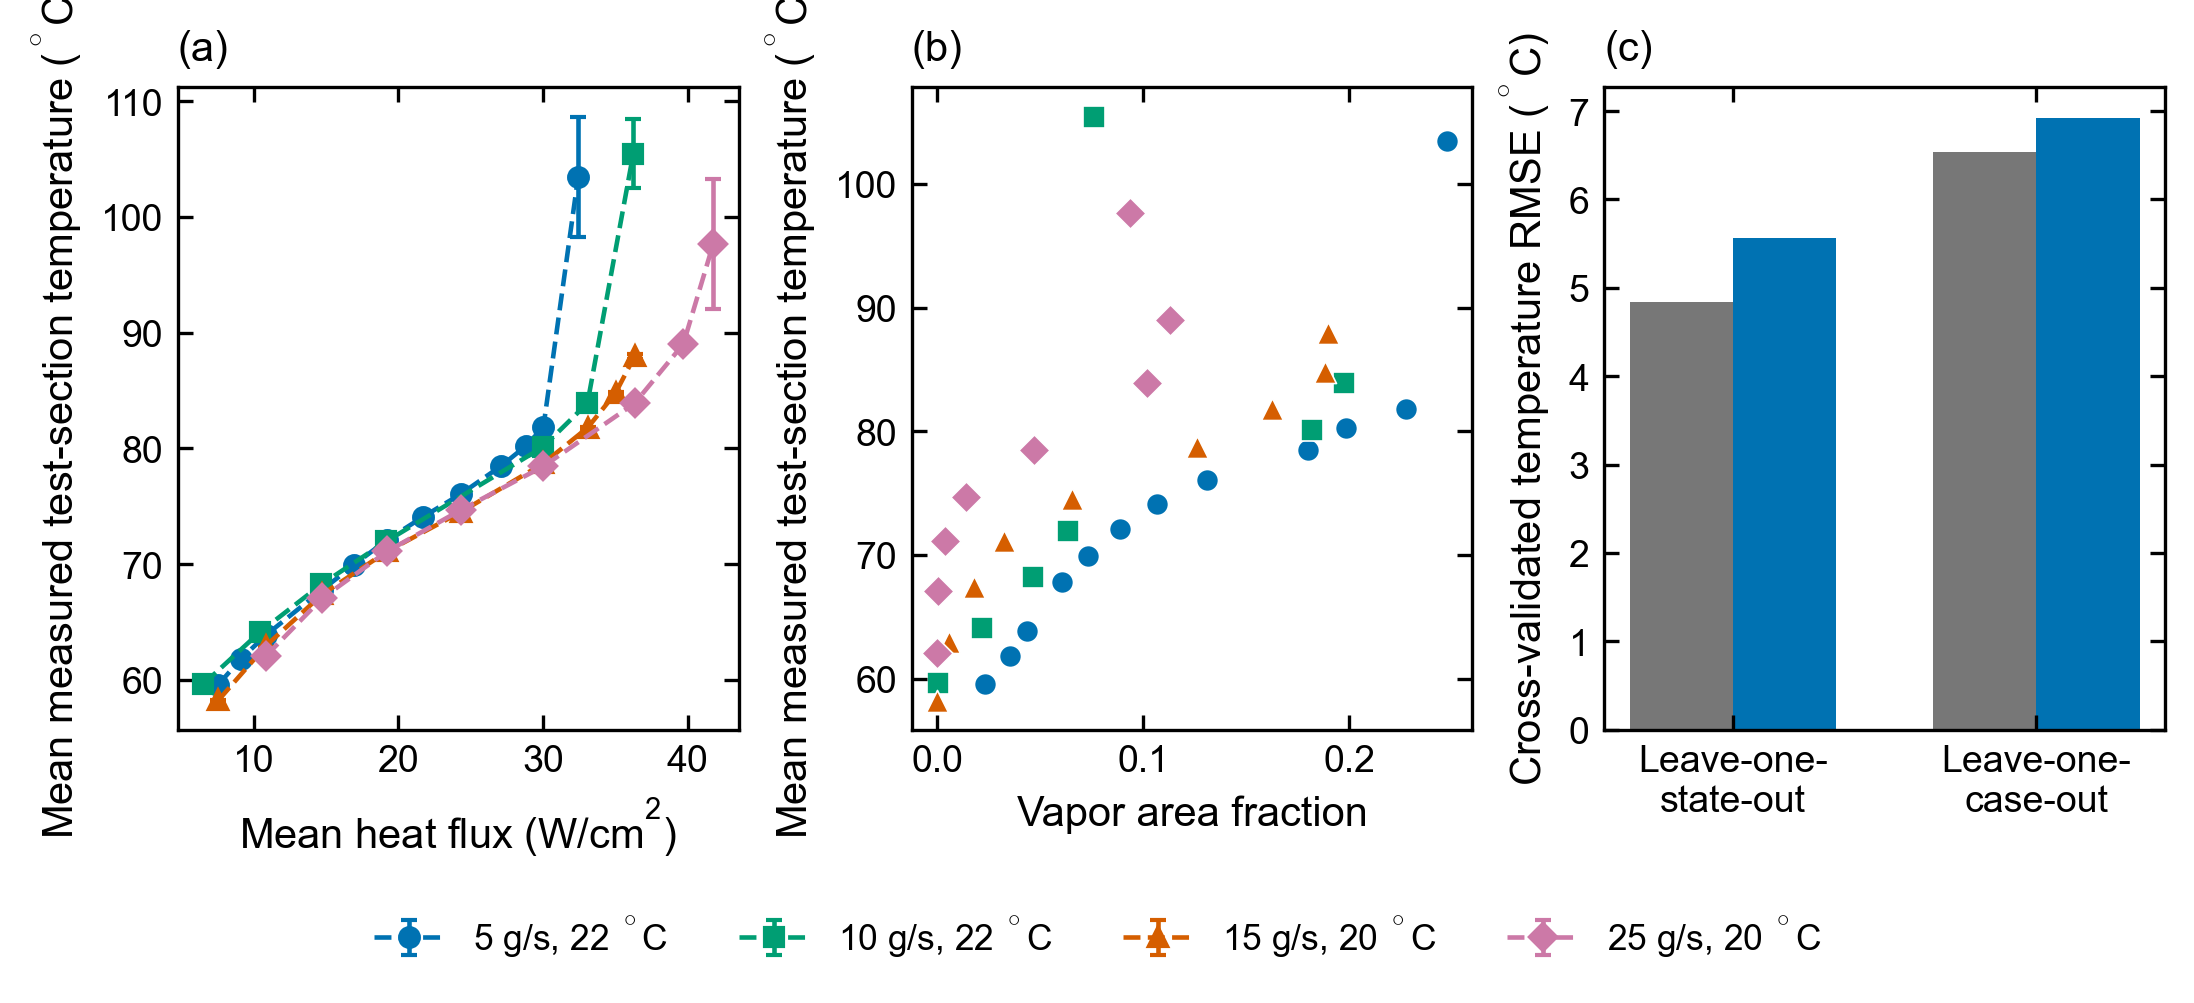 (a)
Mean measured test-section temperature (°C
110
100
90
80
70
60
10
20
30
40
Mean heat flux (W/cm²)
(b)
Mean measured test-section temperature (°C
100
90
80
70
60
0.0
0.1
0.2
Vapor area fraction
(c)
Cross-validated temperature RMSE (°C)
7
6
5
4
3
2
1
0
Leave-one-
state-out
Leave-one-
case-out
5 g/s, 22 °C
10 g/s, 22 °C
15 g/s, 20 °C
25 g/s, 20 °C